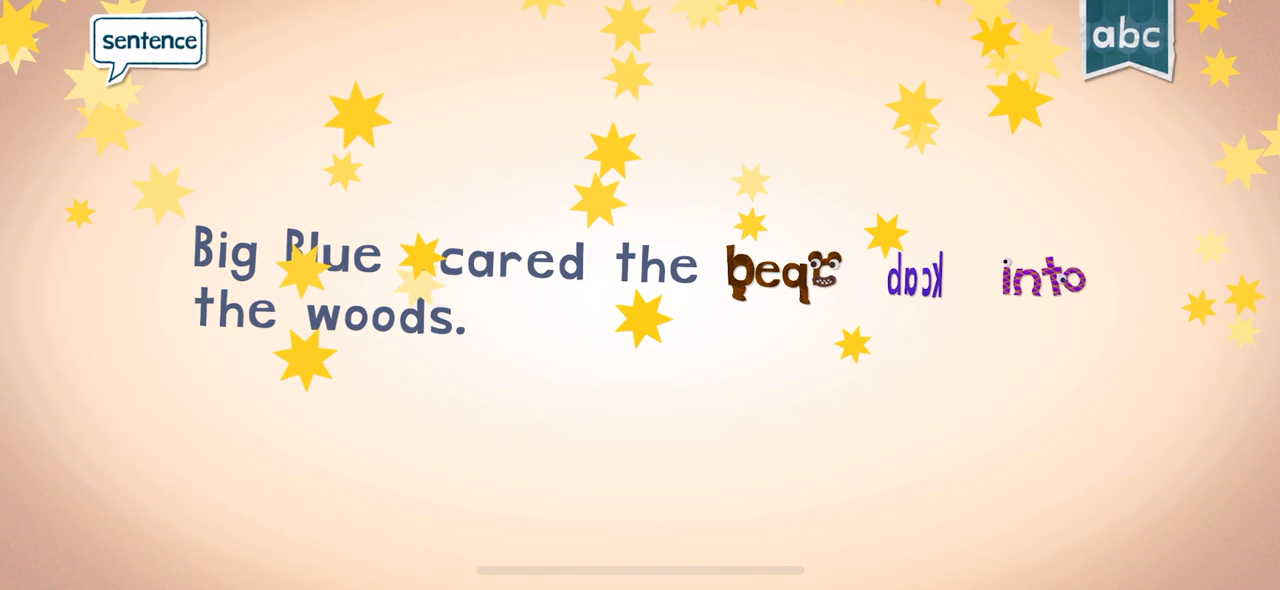 sentence
abc
Big Blue scared the bear back into
the woods.